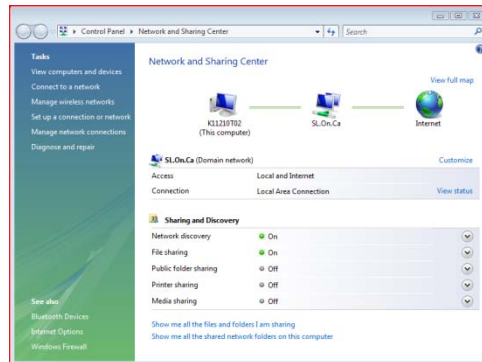 Control Panel ▸ Network and Sharing Center
Search
Tasks
View computers and devices
Connect to a network
Manage wireless networks
Set up a connection or network
Manage network connections
Diagnose and repair
See also
Bluetooth Devices
Internet Options
Windows Firewall
Network and Sharing Center
View full map
K11210T02
(This computer)
SL.On.Ca
Internet
SL.On.Ca (Domain network) Customize
Access Local and Internet
Connection Local Area Connection View status
Sharing and Discovery
Network discovery On
File sharing On
Public folder sharing Off
Printer sharing Off
Media sharing Off
Show me all the files and folders I am sharing
Show me all the shared network folders on this computer